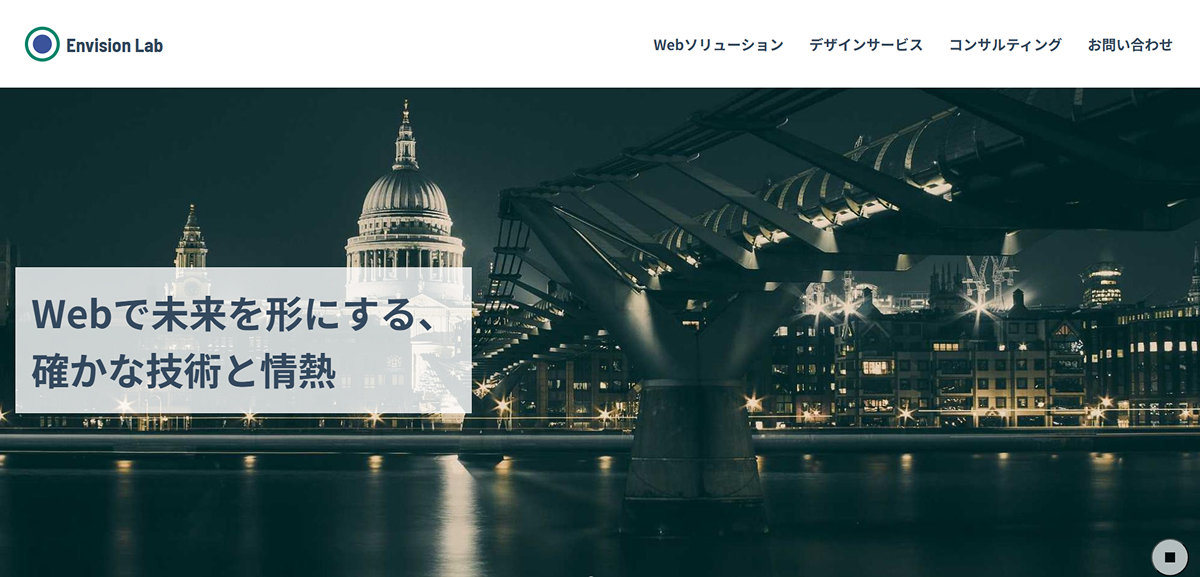 Envision Lab
Webソリューション
デザインサービス
コンサルティング
お問い合わせ
Webで未来を形にする、
確かな技術と情熱